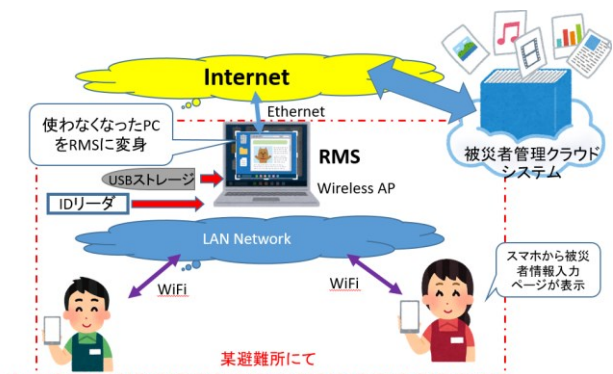 Internet
Ethernet
使わなくなったPC
をRMSに変身
RMS
Wireless AP
USBストレージ
IDリーダ
被災者管理クラウド
システム
LAN Network
WiFi
WiFi
スマホから被災
者情報入力
ページが表示
某避難所にて